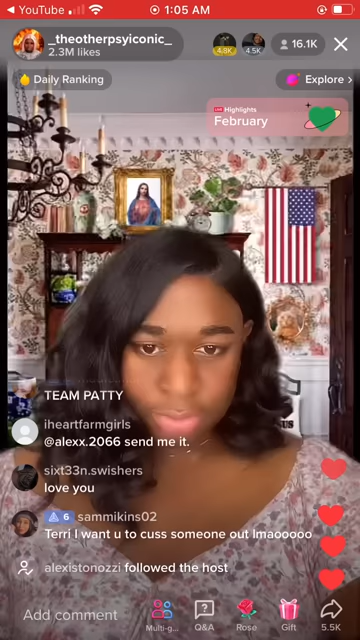 YouTube
1:05 AM
_theotherpsyiconic_
2.3M likes
4.8K
4.5K
16.1K
Daily Ranking
Explore
LIVE Highlights
February
TEAM PATTY
iheartfarmgirls
@alexx.2066 send me it.
sixt33n.swishers
love you
6 sammikins02
Terri I want u to cuss someone out lmaooooo
alexistonozzi followed the host
Add comment
Multi-g...
Q&A
Rose
Gift
5.5K